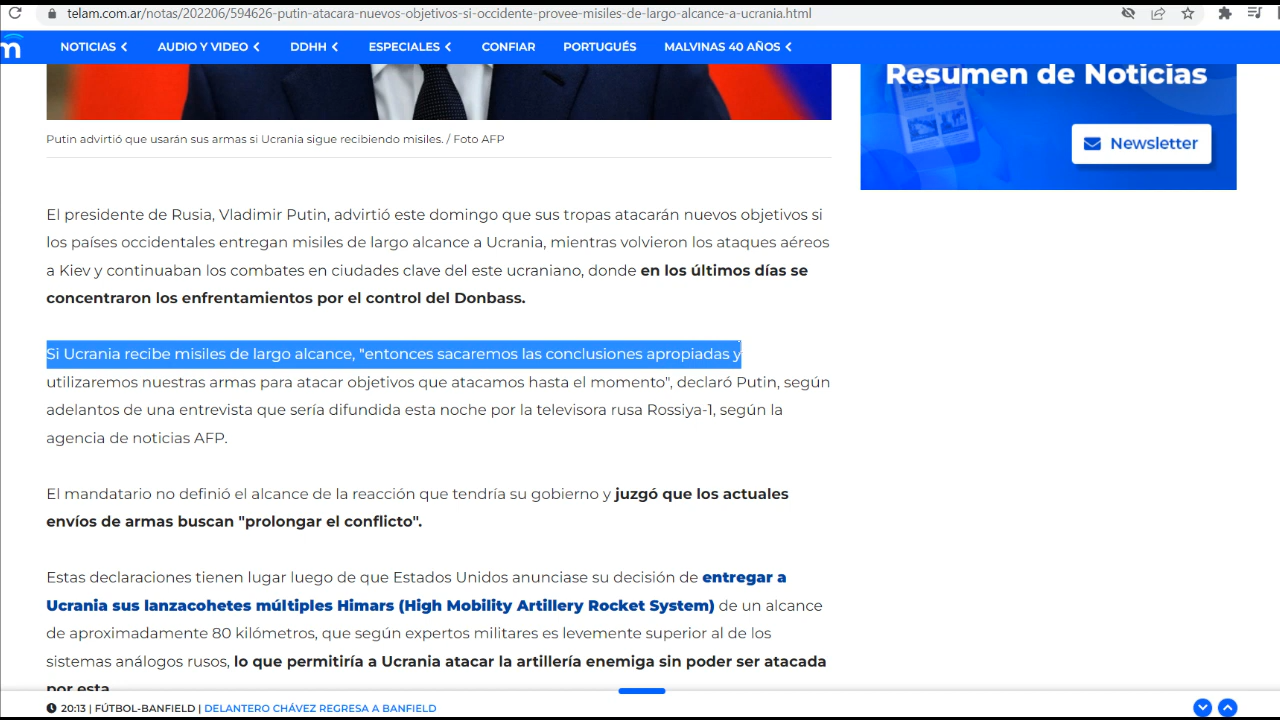 telam.com.ar/notas/202206/594626-putin-atacara-nuevos-objetivos-si-occidente-provee-misiles-de-largo-alcance-a-ucrania.html
m NOTICIAS AUDIO Y VIDEO DDHH ESPECIALES CONFIAR PORTUGUÉS MALVINAS 40 AÑOS
Resumen de Noticias
Newsletter
Putin advirtió que usarán sus armas si Ucrania sigue recibiendo misiles. / Foto AFP
El presidente de Rusia, Vladimir Putin, advirtió este domingo que sus tropas atacarán nuevos objetivos si
los países occidentales entregan misiles de largo alcance a Ucrania, mientras volvieron los ataques aéreos
a Kiev y continuaban los combates en ciudades clave del este ucraniano, donde en los últimos días se
concentraron los enfrentamientos por el control del Donbass.
Si Ucrania recibe misiles de largo alcance, "entonces sacaremos las conclusiones apropiadas y
utilizaremos nuestras armas para atacar objetivos que atacamos hasta el momento", declaró Putin, según
adelantos de una entrevista que sería difundida esta noche por la televisora rusa Rossiya-1, según la
agencia de noticias AFP.
El mandatario no definió el alcance de la reacción que tendría su gobierno y juzgó que los actuales
envíos de armas buscan "prolongar el conflicto".
Estas declaraciones tienen lugar luego de que Estados Unidos anunciase su decisión de entregar a
Ucrania sus lanzacohetes múltiples Himars (High Mobility Artillery Rocket System) de un alcance
de aproximadamente 80 kilómetros, que según expertos militares es levemente superior al de los
sistemas análogos rusos, lo que permitiría a Ucrania atacar la artillería enemiga sin poder ser atacada
por esta
20:13 | FÚTBOL-BANFIELD | DELANTERO CHÁVEZ REGRESA A BANFIELD